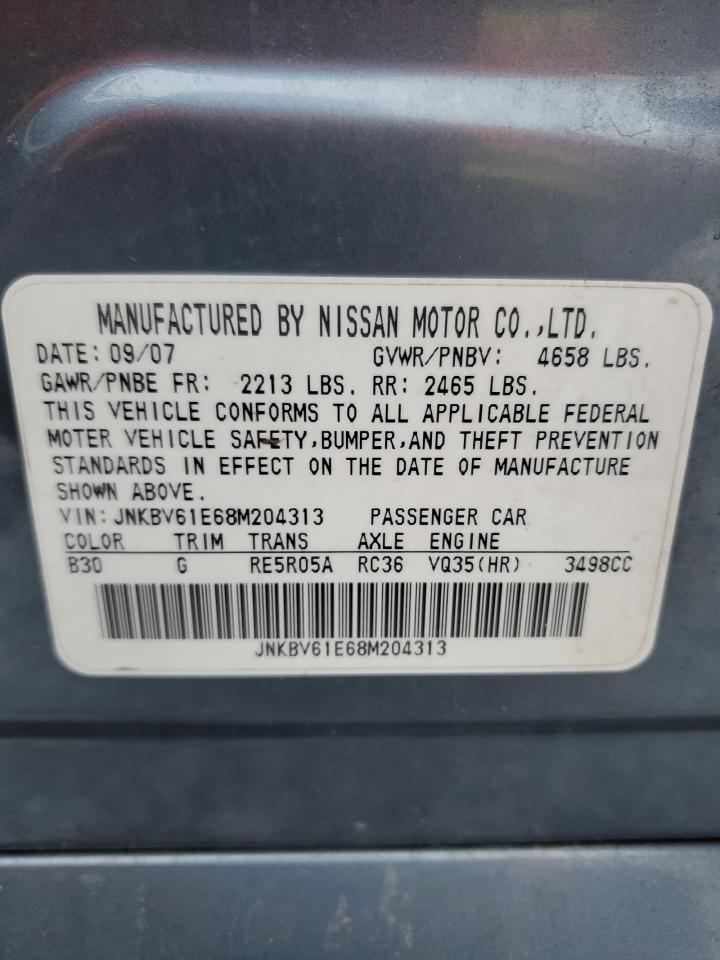 MANUFACTURED BY NISSAN MOTOR CO.,LTD.
DATE: 09/07 GVWR/PNBV: 4658 LBS.
GAWR/PNBE FR: 2213 LBS. RR: 2465 LBS.
THIS VEHICLE CONFORMS TO ALL APPLICABLE FEDERAL
MOTER VEHICLE SAFETY,BUMPER,AND THEFT PREVENTION
STANDARDS IN EFFECT ON THE DATE OF MANUFACTURE
SHOWN ABOVE.
VIN: JNKBV61E68M204313 PASSENGER CAR
COLOR TRIM TRANS AXLE ENGINE
B30 G RE5R05A RC36 VQ35(HR) 3498CC
JNKBV61E68M204313